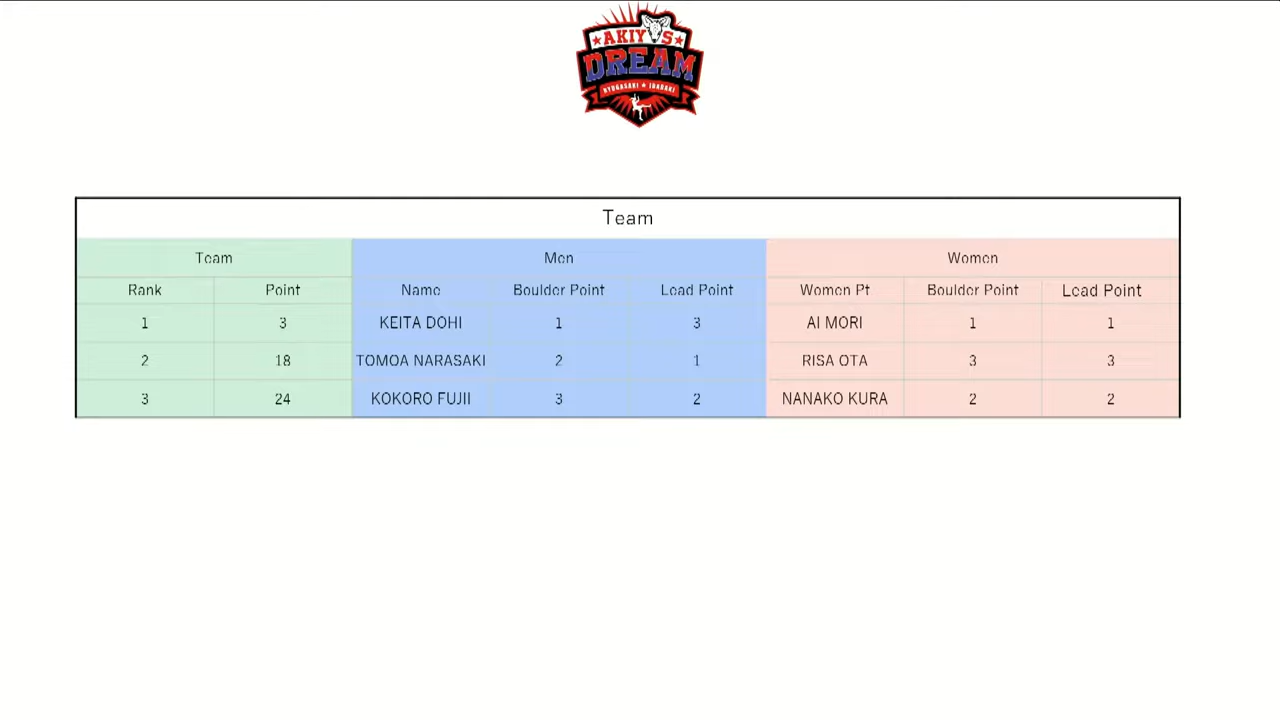 AKIYO'S
DREAM
RYUGASAKI ★ IBARAKI
Team
Team Men Women
Rank Point Name Boulder Point Lead Point Women Pt Boulder Point Lead Point
1 3 KEITA DOHI 1 3 AI MORI 1 1
2 18 TOMOA NARASAKI 2 1 RISA OTA 3 3
3 24 KOKORO FUJII 3 2 NANAKO KURA 2 2